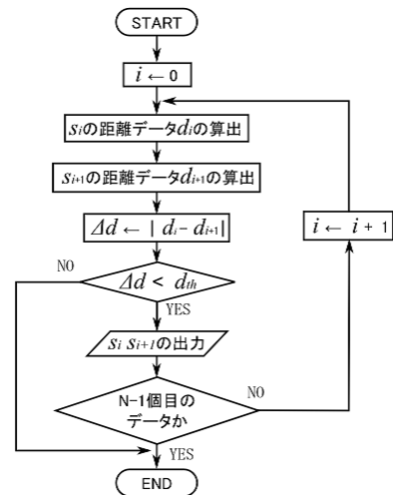 START
i ← 0
siの距離データdiの算出
si+1の距離データdi+1の算出
Δd ← | di - di+1|
i ← i + 1
NO
Δd < dth
YES
si si+1の出力
N-1個目の
データか
NO
YES
END